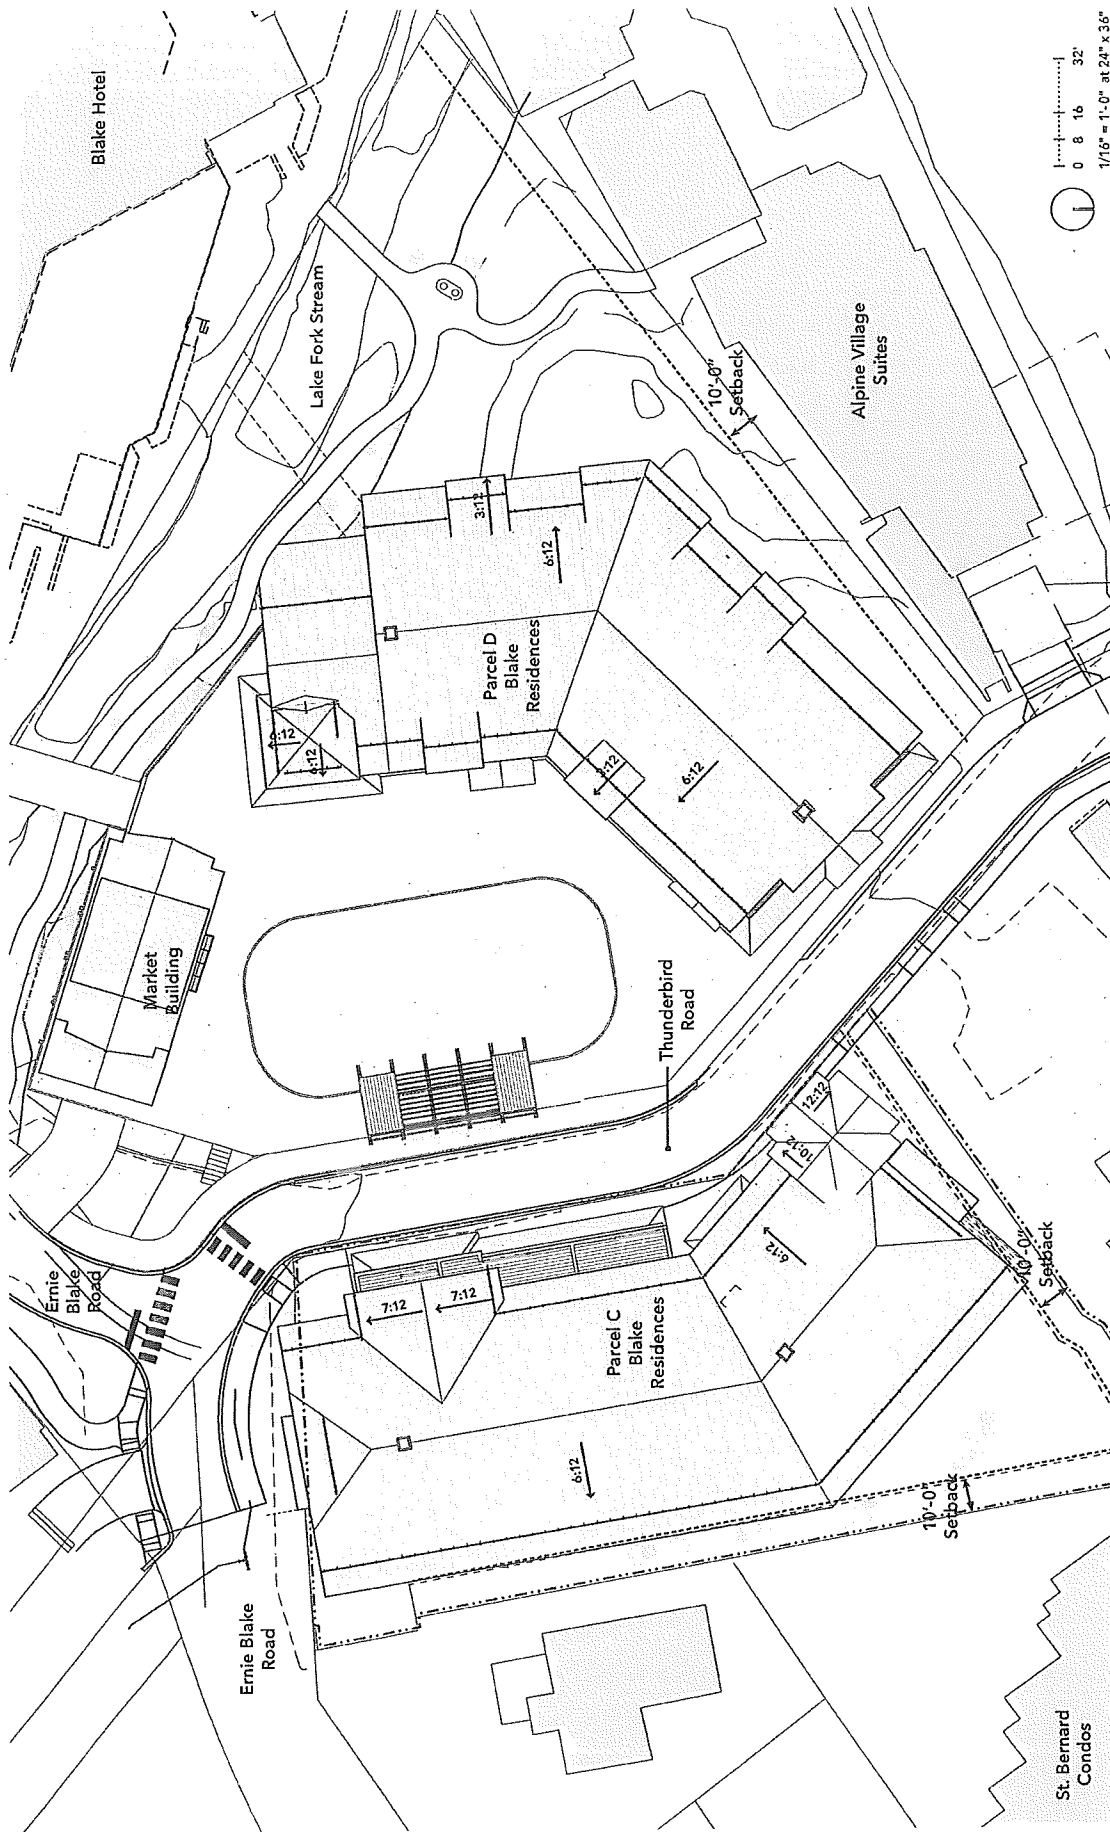 Blake Hotel
Lake Fork Stream
10'-0"
Setback
Alpine Village
Suites
0 8 16 32'
1/16" = 1'-0" at 24" x 36"
3:12
6:12
Parcel D
Blake
Residences
6:12
3:12
6:12
Market
Building
Thunderbird
Road
12:12
10:12
6:12
Ernie
Blake
Road
7:12
7:12
Parcel C
Blake
Residences
10'-0"
Setback
6:12
10'-0"
Setback
Ernie Blake
Road
St. Bernard
Condos